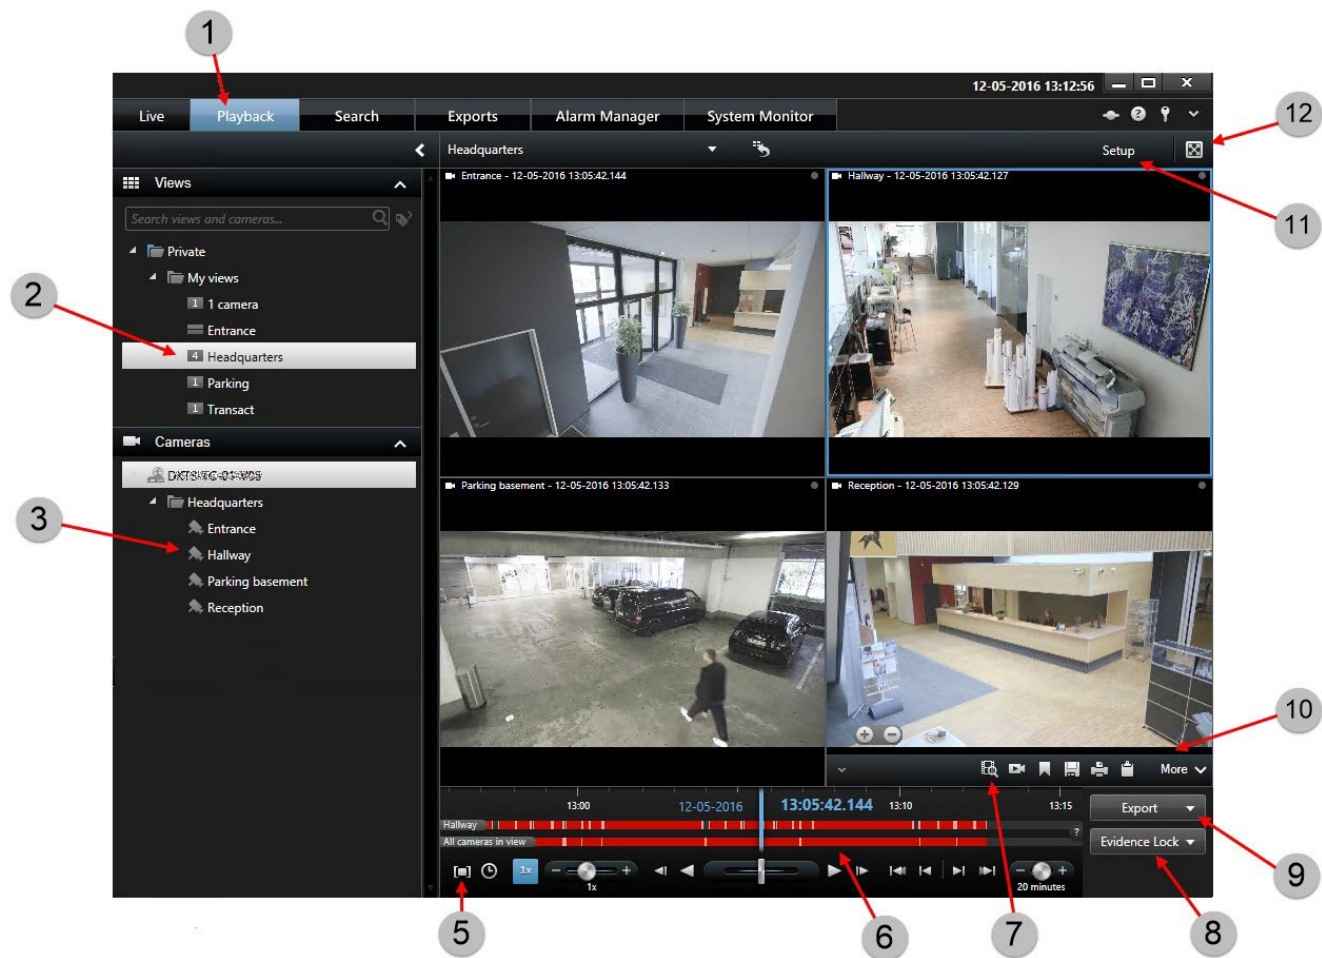 1
12-05-2016 13:12:56
Live Playback Search Exports Alarm Manager System Monitor
12
Headquarters
Setup
11
Views
Search views and cameras...
Private
My views
1 1 camera
Entrance
4 Headquarters
1 Parking
1 Transact
2
Cameras
Headquarters
Entrance
Hallway
Parking basement
Reception
3
Entrance - 12-05-2016 13:05:42.144
Hallway - 12-05-2016 13:05:42.127
Parking basement - 12-05-2016 13:05:42.133
Reception - 12-05-2016 13:05:42.129
10
More
13:00 12-05-2016 13:05:42.144 13:10 13:15
Hallway
All cameras in view
?
Export
Evidence Lock
1x
1x
20 minutes
5
6
7
8
9